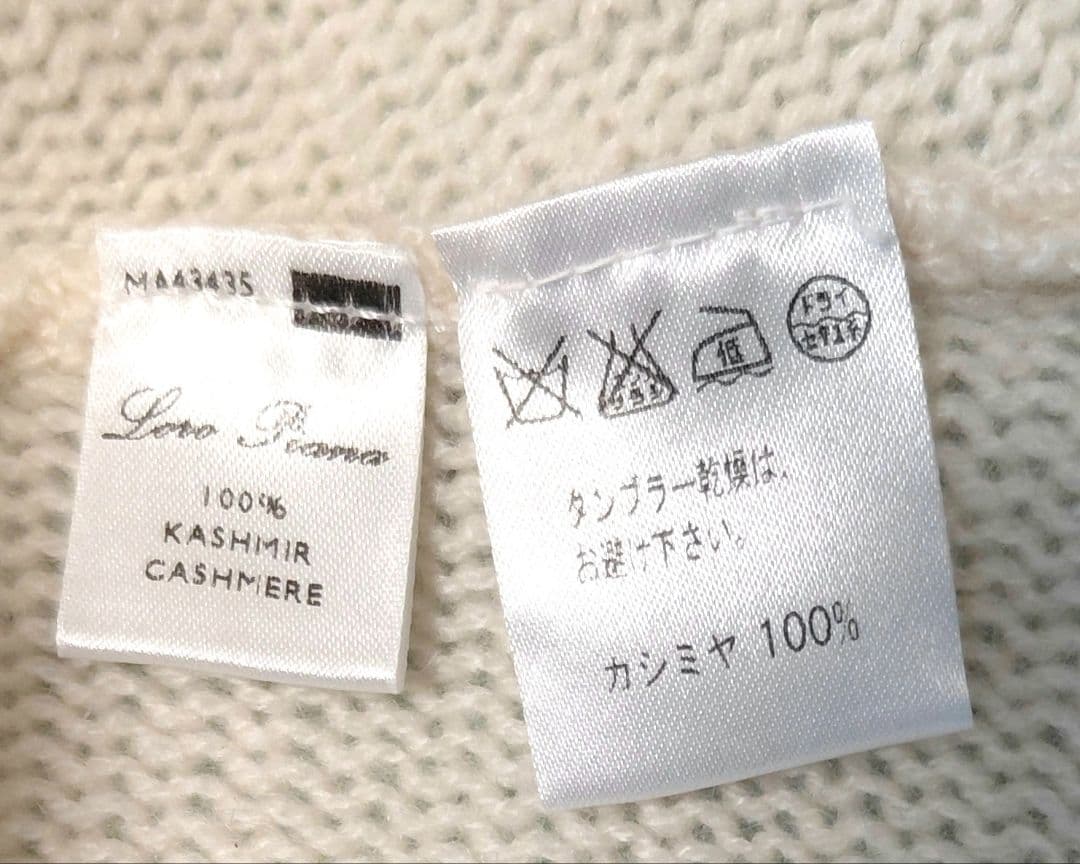 MA43435
Loro Piana
100%
KASHMIR
CASHMERE
低
ドライ
セキユ系
タンブラー乾燥は、
お避け下さい。
カシミヤ 100%